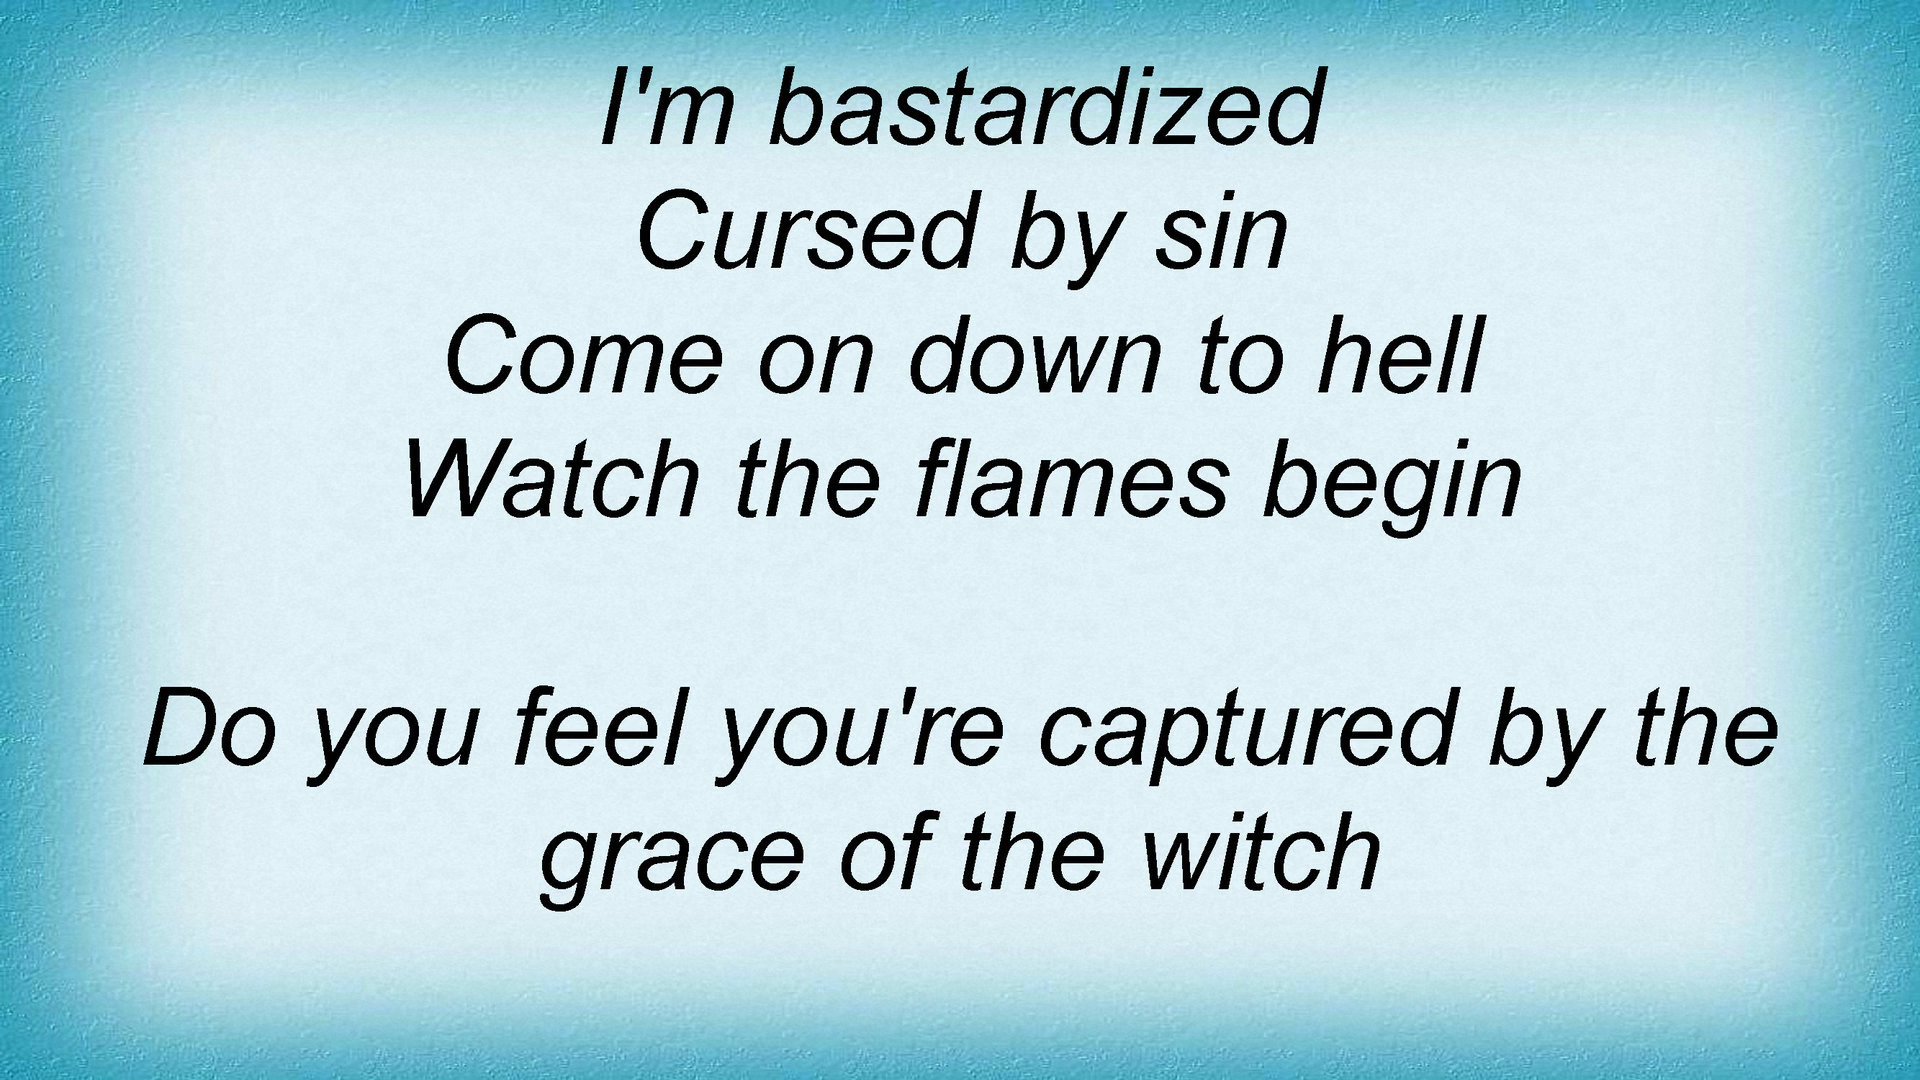 I'm bastardized
Cursed by sin
Come on down to hell
Watch the flames begin
Do you feel you're captured by the
grace of the witch